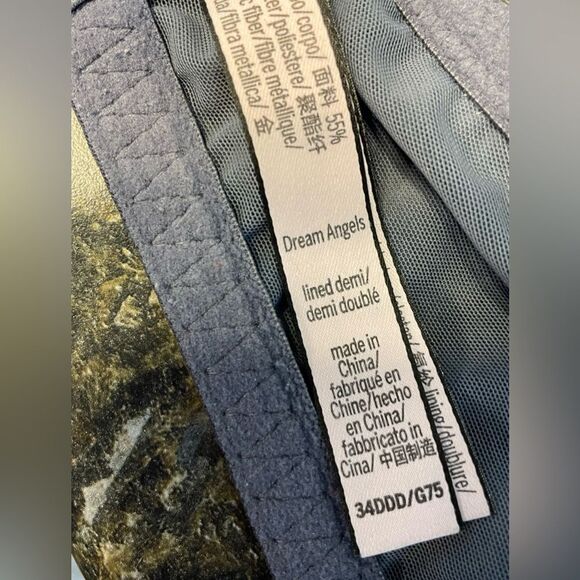 corpo/ 面料 55%
poliestere/ 聚酯纤
fibre métallique/
fibra metallica/ 金
Dream Angels
lined demi/
demi doublé
made in
China/
fabriqué en
Chine/hecho
en China/
fabbricato in
Cina/ 中国制造
34DDD/G75
lining/doublure/